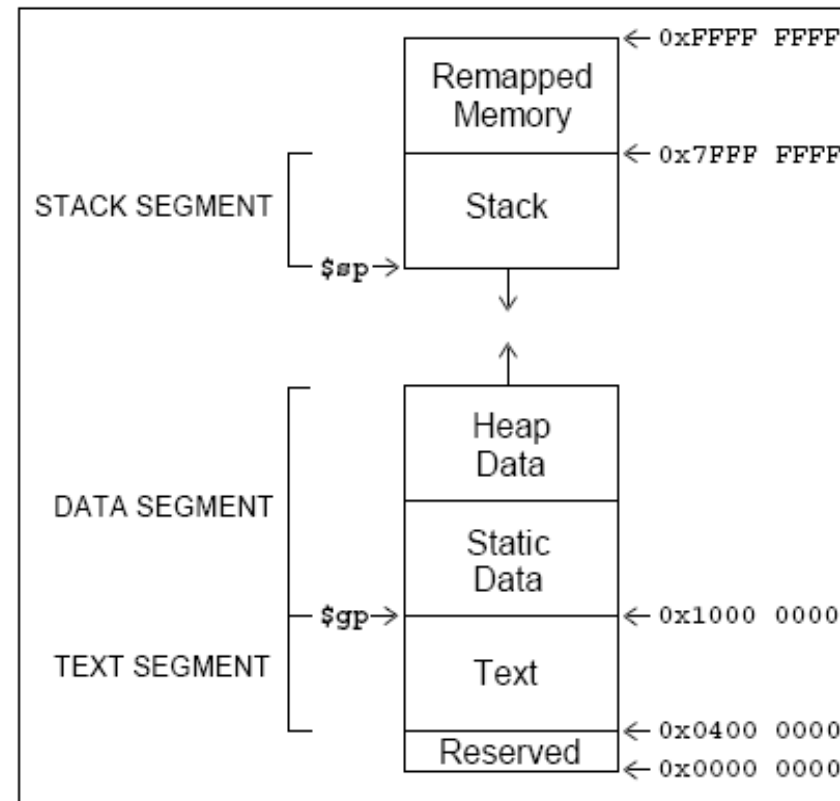 0xFFFF FFFF
Remapped
Memory
0x7FFF FFFF
STACK SEGMENT
Stack
$sp
Heap
Data
DATA SEGMENT
Static
Data
$gp
0x1000 0000
TEXT SEGMENT
Text
0x0400 0000
Reserved
0x0000 0000